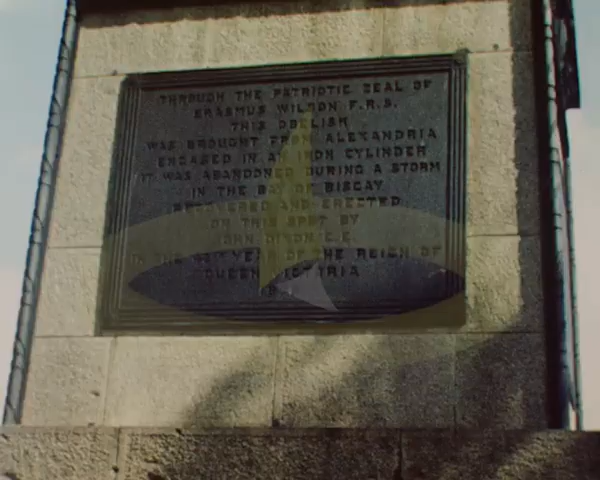 THROUGH THE PATRIOTIC ZEAL OF
ERASMUS WILSON F.R.S.
THIS OBELISK
WAS BROUGHT FROM ALEXANDRIA
ENCASED IN AN IRON CYLINDER
IT WAS ABANDONED DURING A STORM
IN THE BAY OF BISCAY
RECOVERED AND ERECTED
ON THIS SPOT BY
JOHN DIXON C.E.
IN THE YEAR OF THE REIGN OF
QUEEN VICTORIA